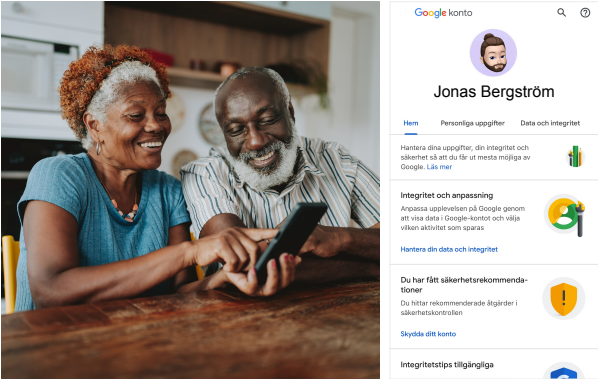 Google konto
Jonas Bergström
Hem Personliga uppgifter Data och integritet
Hantera dina uppgifter, din integritet och
säkerhet så att du får ut mesta möjliga av
Google. Läs mer
Integritet och anpassning
Anpassa upplevelsen på Google genom
att visa data i Google-kontot och välja
vilken aktivitet som sparas
Hantera din data och integritet
Du har fått säkerhetsrekommenda-
tioner
Du hittar rekommenderade åtgärder i
säkerhetskontrollen
Skydda ditt konto
Integritetstips tillgängliga